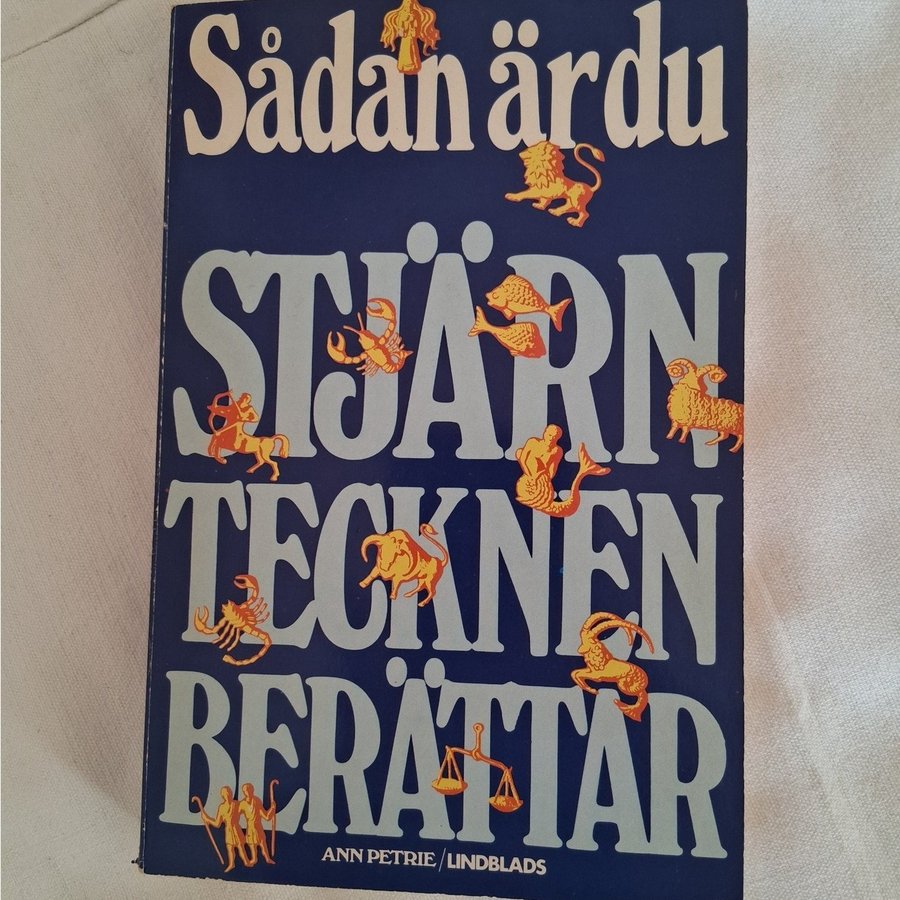 Sådan är du
STJÄRN
TECKNEN
BERÄTTAR
ANN PETRIE/LINDBLADS